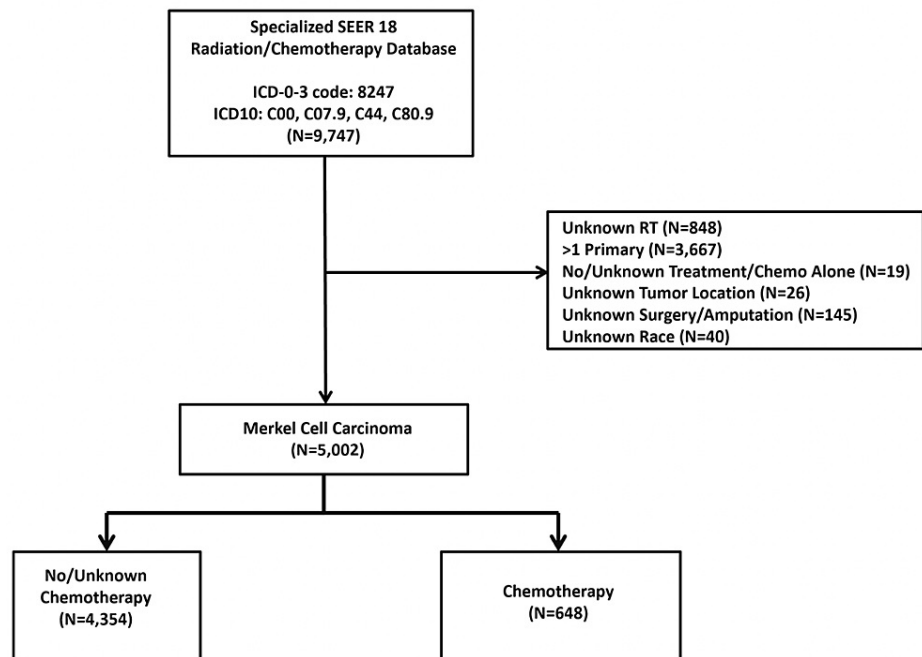 Specialized SEER 18
Radiation/Chemotherapy Database
ICD-0-3 code: 8247
ICD10: C00, C07.9, C44, C80.9
(N=9,747)
Unknown RT (N=848)
>1 Primary (N=3,667)
No/Unknown Treatment/Chemo Alone (N=19)
Unknown Tumor Location (N=26)
Unknown Surgery/Amputation (N=145)
Unknown Race (N=40)
Merkel Cell Carcinoma
(N=5,002)
No/Unknown
Chemotherapy
(N=4,354)
Chemotherapy
(N=648)